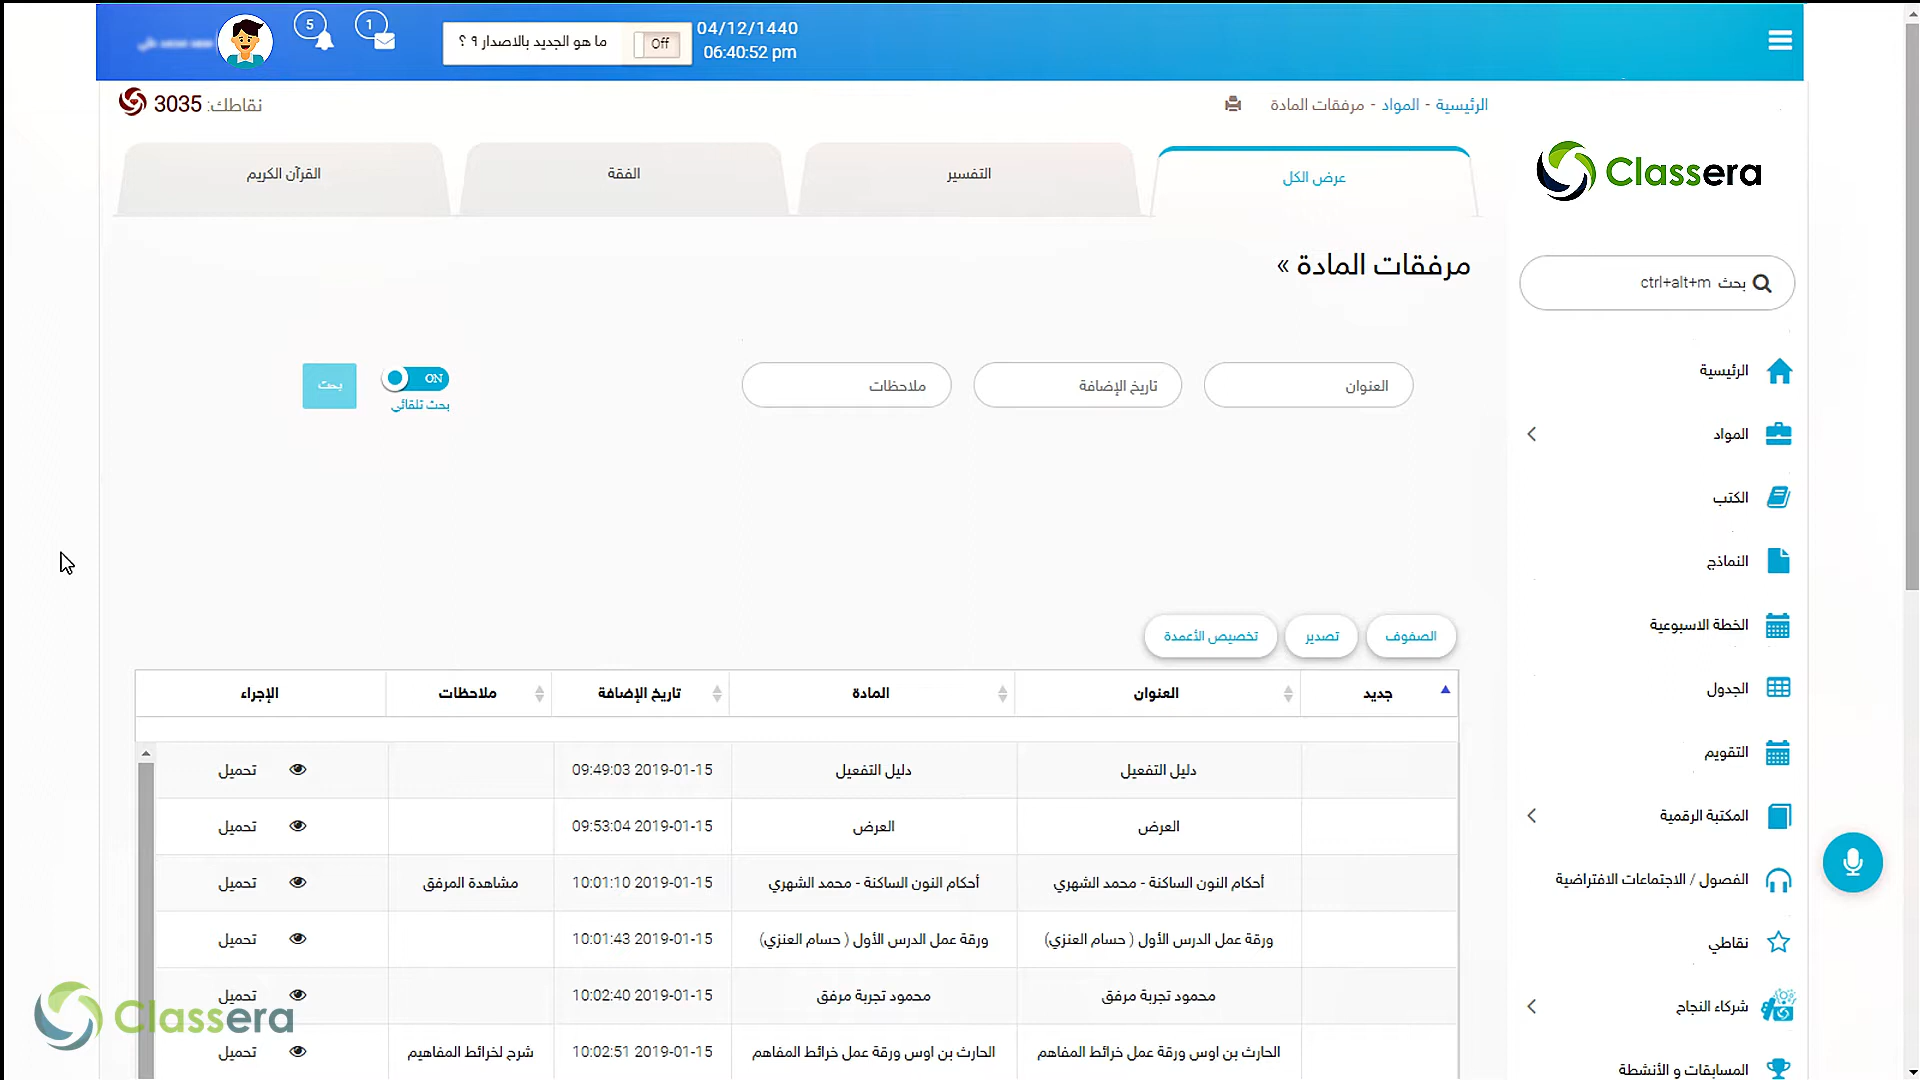 04/12/1440
06:40:52 pm
Off
ما هو الجديد بالاصدار ٩ ؟
1
5
الرئيسية - المواد - مرفقات المادة
نقاطك: 3035
Classera
عرض الكل
التفسير
الفقة
القرآن الكريم
مرفقات المادة »
بحث ctrl+alt+m
العنوان
تاريخ الإضافة
ملاحظات
ON
بحث تلقائي
بحث
الرئيسية
المواد
الكتب
النماذج
الخطة الاسبوعية
الجدول
التقويم
المكتبة الرقمية
الفصول / الاجتماعات الافتراضية
نقاطي
شركاء النجاح
المسابقات و الأنشطة
الصفوف
تصدير
تخصيص الأعمدة
جديد العنوان المادة تاريخ الإضافة ملاحظات الإجراء
دليل التفعيل دليل التفعيل 2019-01-15 09:49:03 تحميل
العرض العرض 2019-01-15 09:53:04 تحميل
أحكام النون الساكنة - محمد الشهري أحكام النون الساكنة - محمد الشهري 2019-01-15 10:01:10 مشاهدة المرفق تحميل
ورقة عمل الدرس الأول ( حسام العنزي) ورقة عمل الدرس الأول ( حسام العنزي) 2019-01-15 10:01:43 تحميل
محمود تجربة مرفق محمود تجربة مرفق 2019-01-15 10:02:40 تحميل
الحارث بن اوس ورقة عمل خرائط المفاهم الحارث بن اوس ورقة عمل خرائط المفاهم 2019-01-15 10:02:51 شرح لخرائط المفاهيم تحميل
Classera